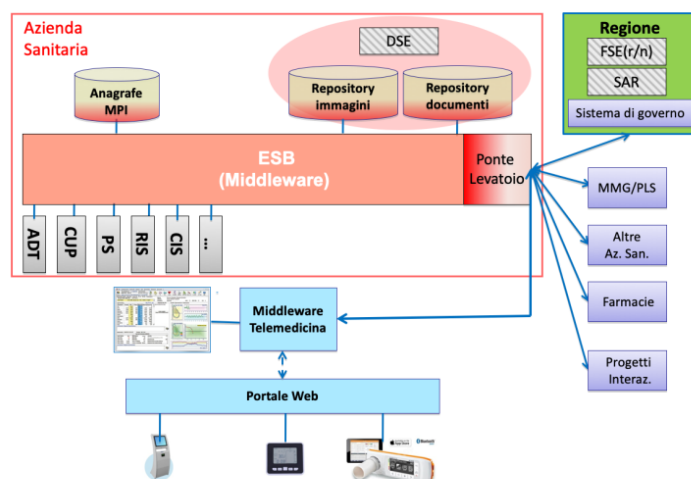 Azienda
Sanitaria
DSE
Anagrafe
MPI
Repository
immagini
Repository
documenti
ESB
(Middleware)
Ponte
Levatoio
ADT
CUP
PS
RIS
CIS
...
Regione
FSE(r/n)
SAR
Sistema di governo
MMG/PLS
Altre
Az. San.
Farmacie
Progetti
Interaz.
Middleware
Telemedicina
Portale Web
Bluetooth